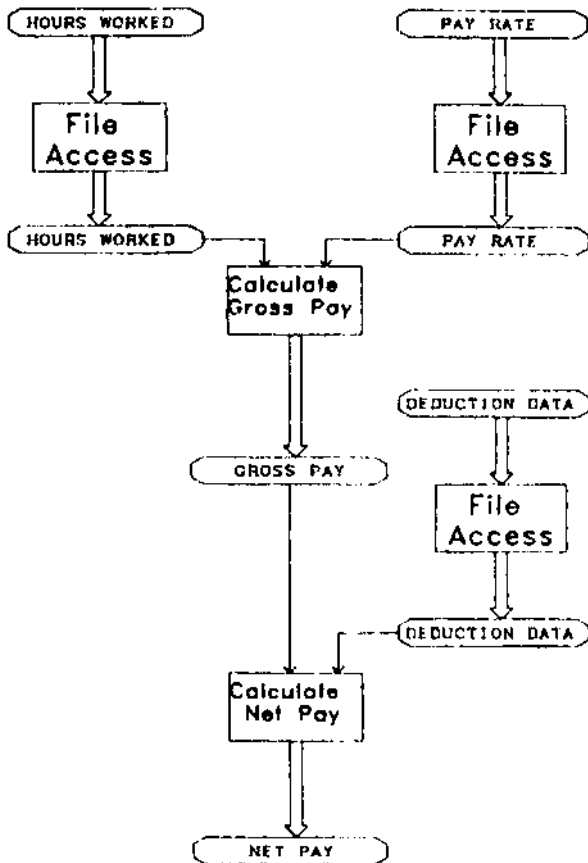 HOURS WORKED
PAY RATE
File
Access
File
Access
HOURS WORKED
PAY RATE
Calculate
Gross Pay
DEDUCTION DATA
GROSS PAY
File
Access
DEDUCTION DATA
Calculate
Net Pay
NET PAY